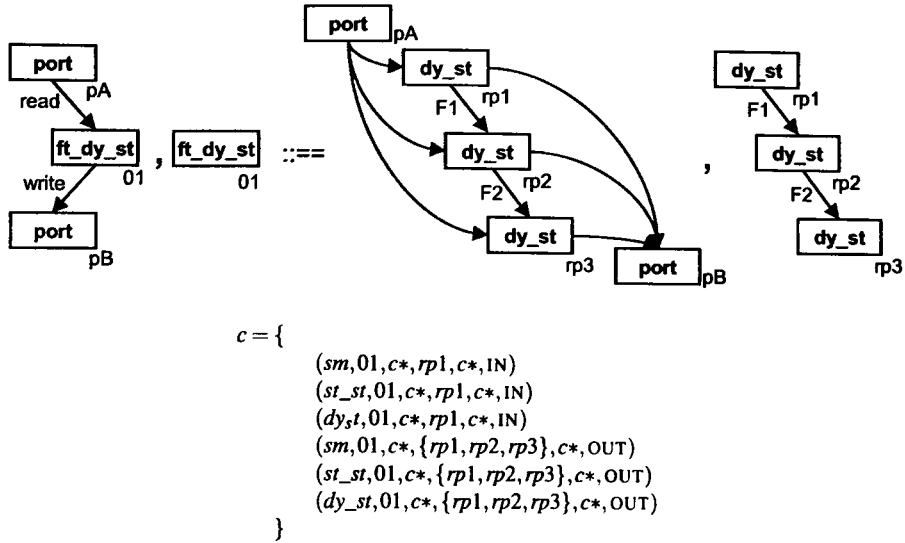 port
pA
read
ft_dy_st
01
write
port
pB
,
ft_dy_st
01
::==
port
pA
dy_st
rp1
F1
dy_st
rp2
F2
dy_st
rp3
port
pB
,
dy_st
rp1
F1
dy_st
rp2
F2
dy_st
rp3
c = {
(sm,01,c*,rp1,c*,IN)
(st_st,01,c*,rp1,c*,IN)
(dy_st,01,c*,rp1,c*,IN)
(sm,01,c*,{rp1,rp2,rp3},c*,OUT)
(st_st,01,c*,{rp1,rp2,rp3},c*,OUT)
(dy_st,01,c*,{rp1,rp2,rp3},c*,OUT)
}